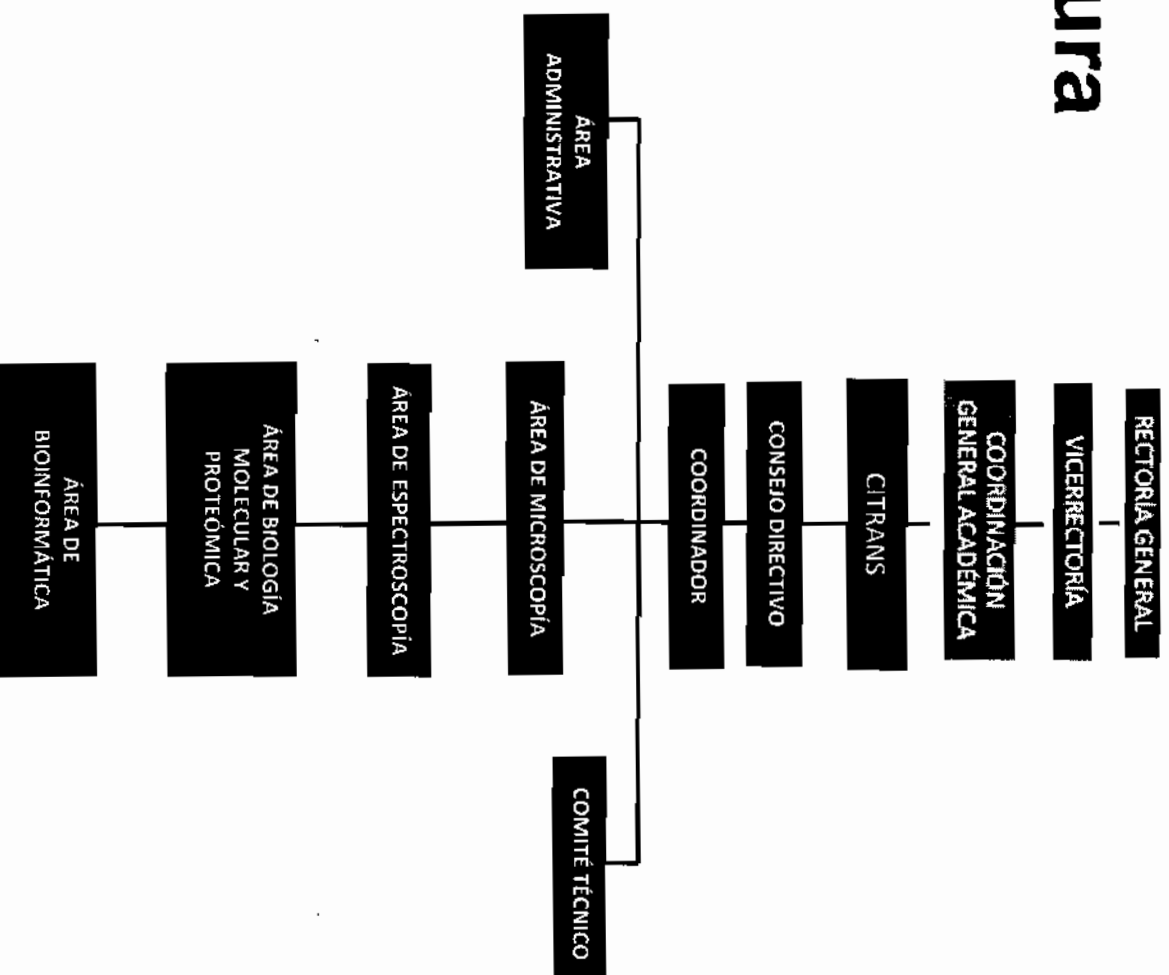 ura
RECTORÍA GENERAL
VICERRECTORÍA
COORDINACIÓN
GENERAL ACADÉMICA
CITRANS
CONSEJO DIRECTIVO
COORDINADOR
ÁREA
ADMINISTRATIVA
COMITÉ TÉCNICO
ÁREA DE MICROSCOPÍA
ÁREA DE ESPECTROSCOPÍA
ÁREA DE BIOLOGÍA
MOLECULAR Y
PROTEÓMICA
ÁREA DE
BIOINFORMÁTICA